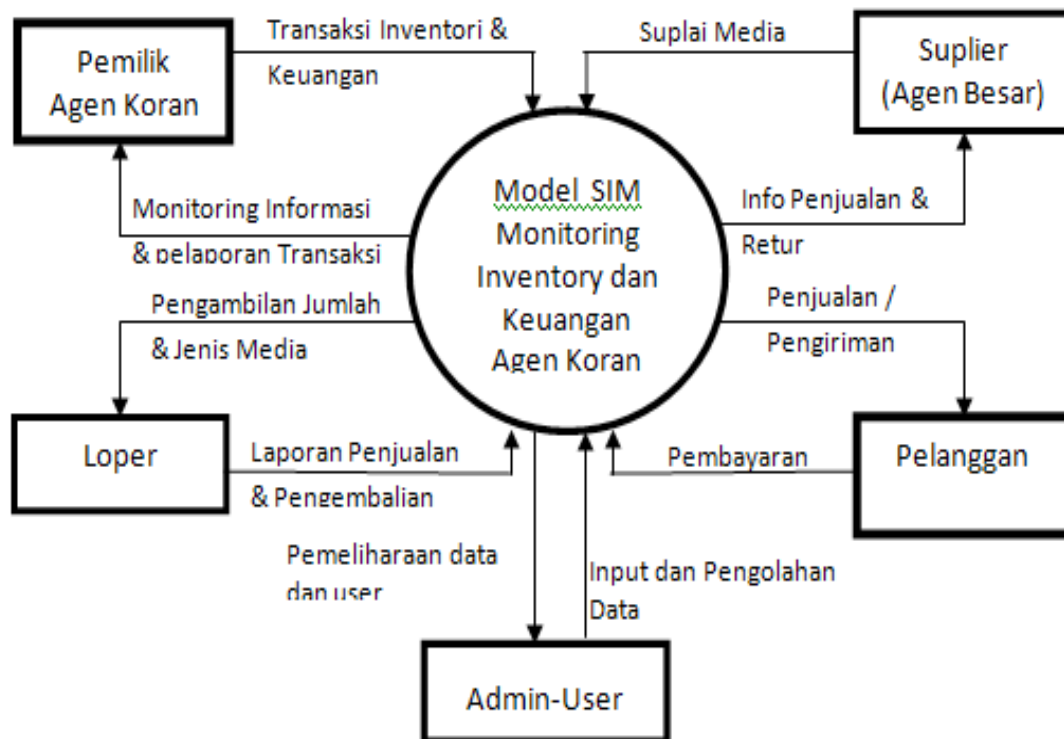 Pemilik
Agen Koran
Transaksi Inventori &
Keuangan
Suplai Media
Suplier
(Agen Besar)
Monitoring Informasi
& pelaporan Transaksi
Model SIM
Monitoring
Inventory dan
Keuangan
Agen Koran
Info Penjualan &
Retur
Pengambilan Jumlah
& Jenis Media
Penjualan /
Pengiriman
Loper
Laporan Penjualan
& Pengembalian
Pembayaran
Pelanggan
Pemeliharaan data
dan user
Input dan Pengolahan
Data
Admin-User